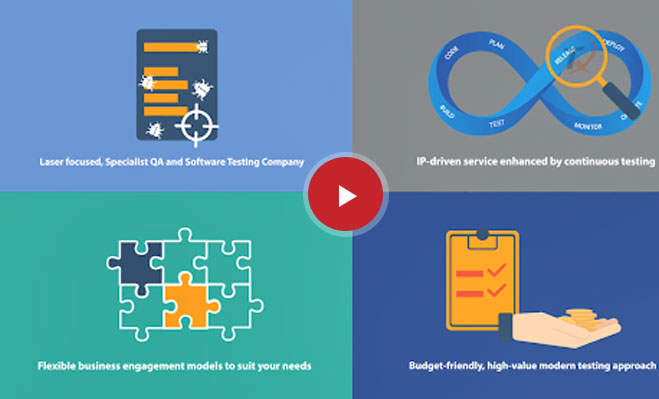 Laser focused, Specialist QA and Software Testing Company
CODE
PLAN
RELEASE
DEPLOY
BUILD
TEST
MONITOR
IP-driven service enhanced by continuous testing
Flexible business engagement models to suit your needs
Budget-friendly, high-value modern testing approach